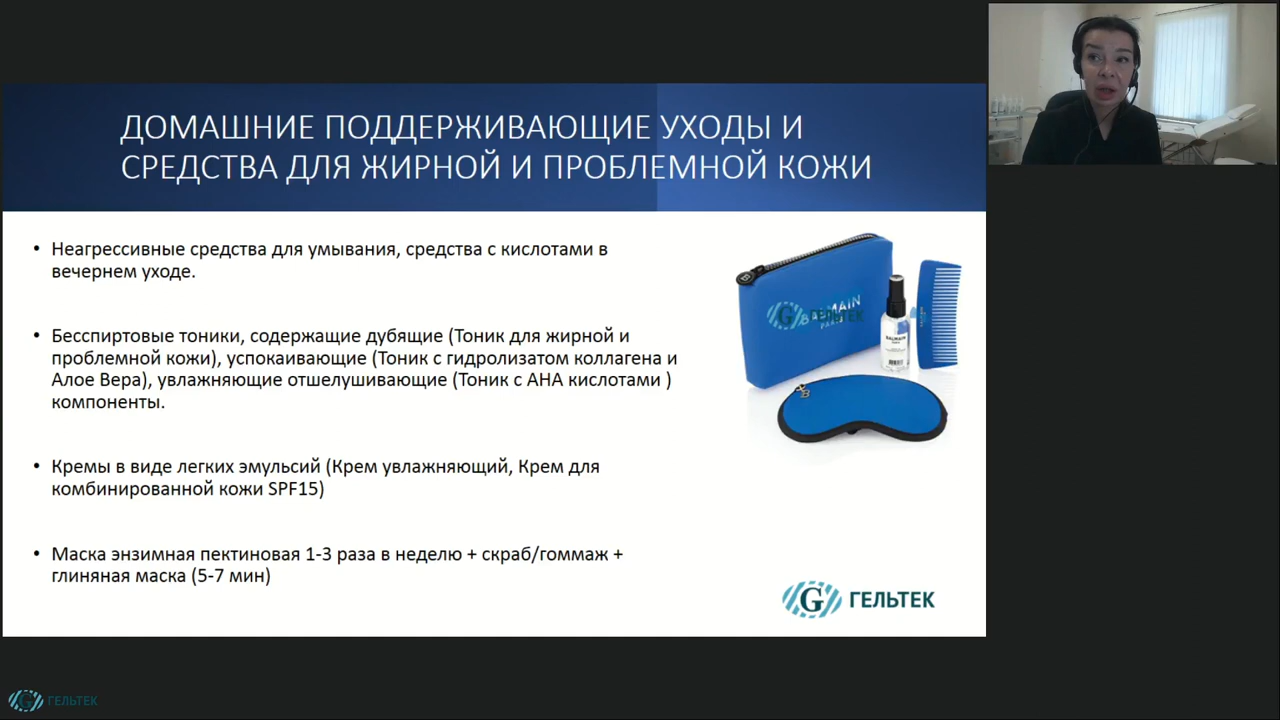 ДОМАШНИЕ ПОДДЕРЖИВАЮЩИЕ УХОДЫ И
СРЕДСТВА ДЛЯ ЖИРНОЙ И ПРОБЛЕМНОЙ КОЖИ
• Неагрессивные средства для умывания, средства с кислотами в
вечернем уходе.
• Бесспиртовые тоники, содержащие дубящие (Тоник для жирной и
проблемной кожи), успокаивающие (Тоник с гидролизатом коллагена и
Алое Вера), увлажняющие отшелушивающие (Тоник с АНА кислотами )
компоненты.
• Кремы в виде легких эмульсий (Крем увлажняющий, Крем для
комбинированной кожи SPF15)
• Маска энзимная пектиновая 1-3 раза в неделю + скраб/гоммаж +
глиняная маска (5-7 мин)
BALMAIN
ГЕЛЬТЕК
BALMAIN
G ГЕЛЬТЕК
G ГЕЛЬТЕК